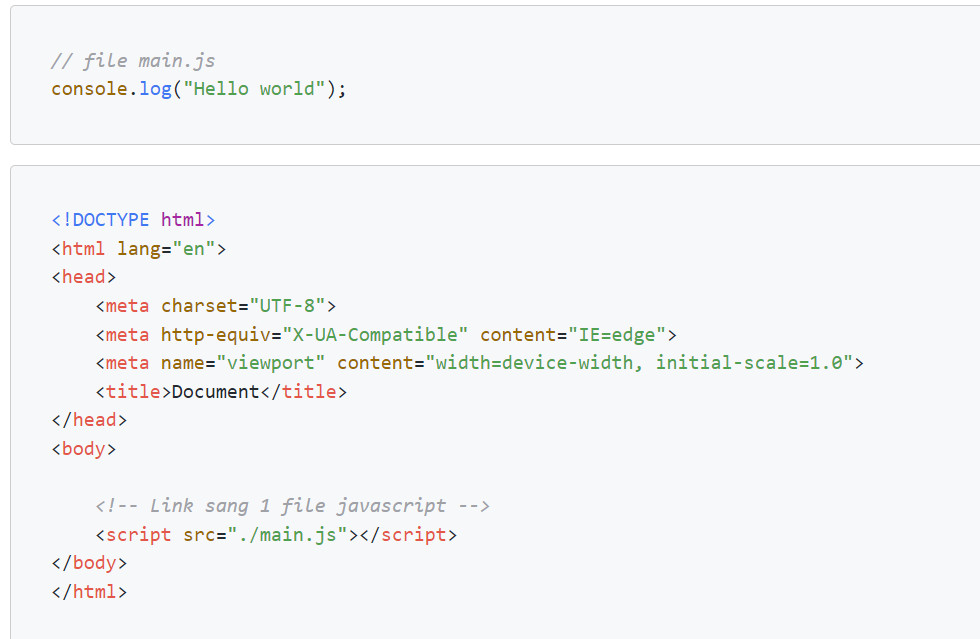 // file main.js
console.log("Hello world");
<!DOCTYPE html>
<html lang="en">
<head>
    <meta charset="UTF-8">
    <meta http-equiv="X-UA-Compatible" content="IE=edge">
    <meta name="viewport" content="width=device-width, initial-scale=1.0">
    <title>Document</title>
</head>
<body>
    <!-- Link sang 1 file javascript -->
    <script src="./main.js"></script>
</body>
</html>